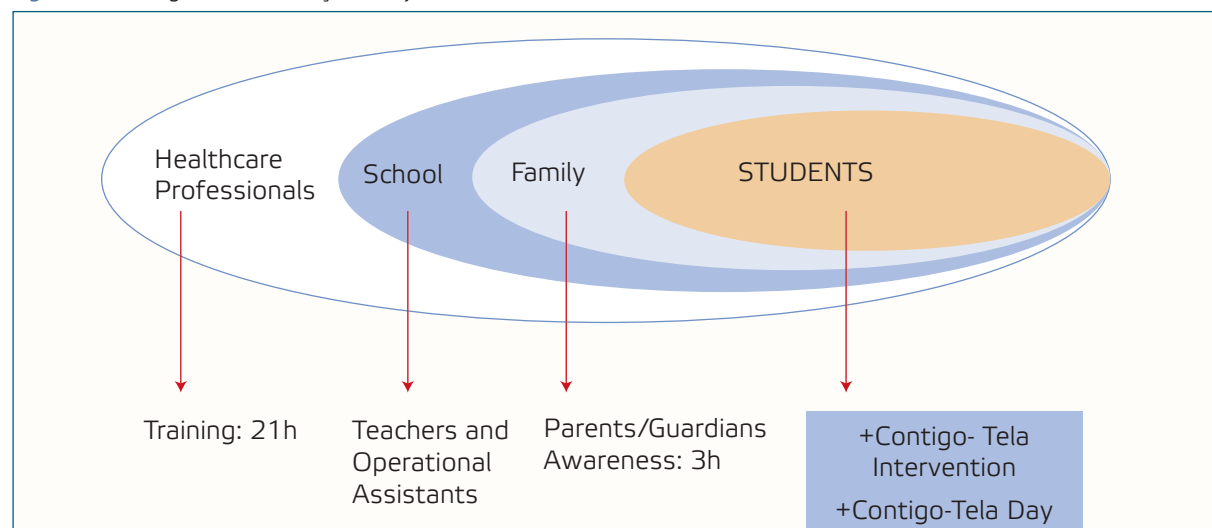 Healthcare
Professionals
School
Family
STUDENTS
Training: 21h
Teachers and
Operational
Assistants
Parents/Guardians
Awareness: 3h
+Contigo- Tela
Intervention
+Contigo-Tela Day